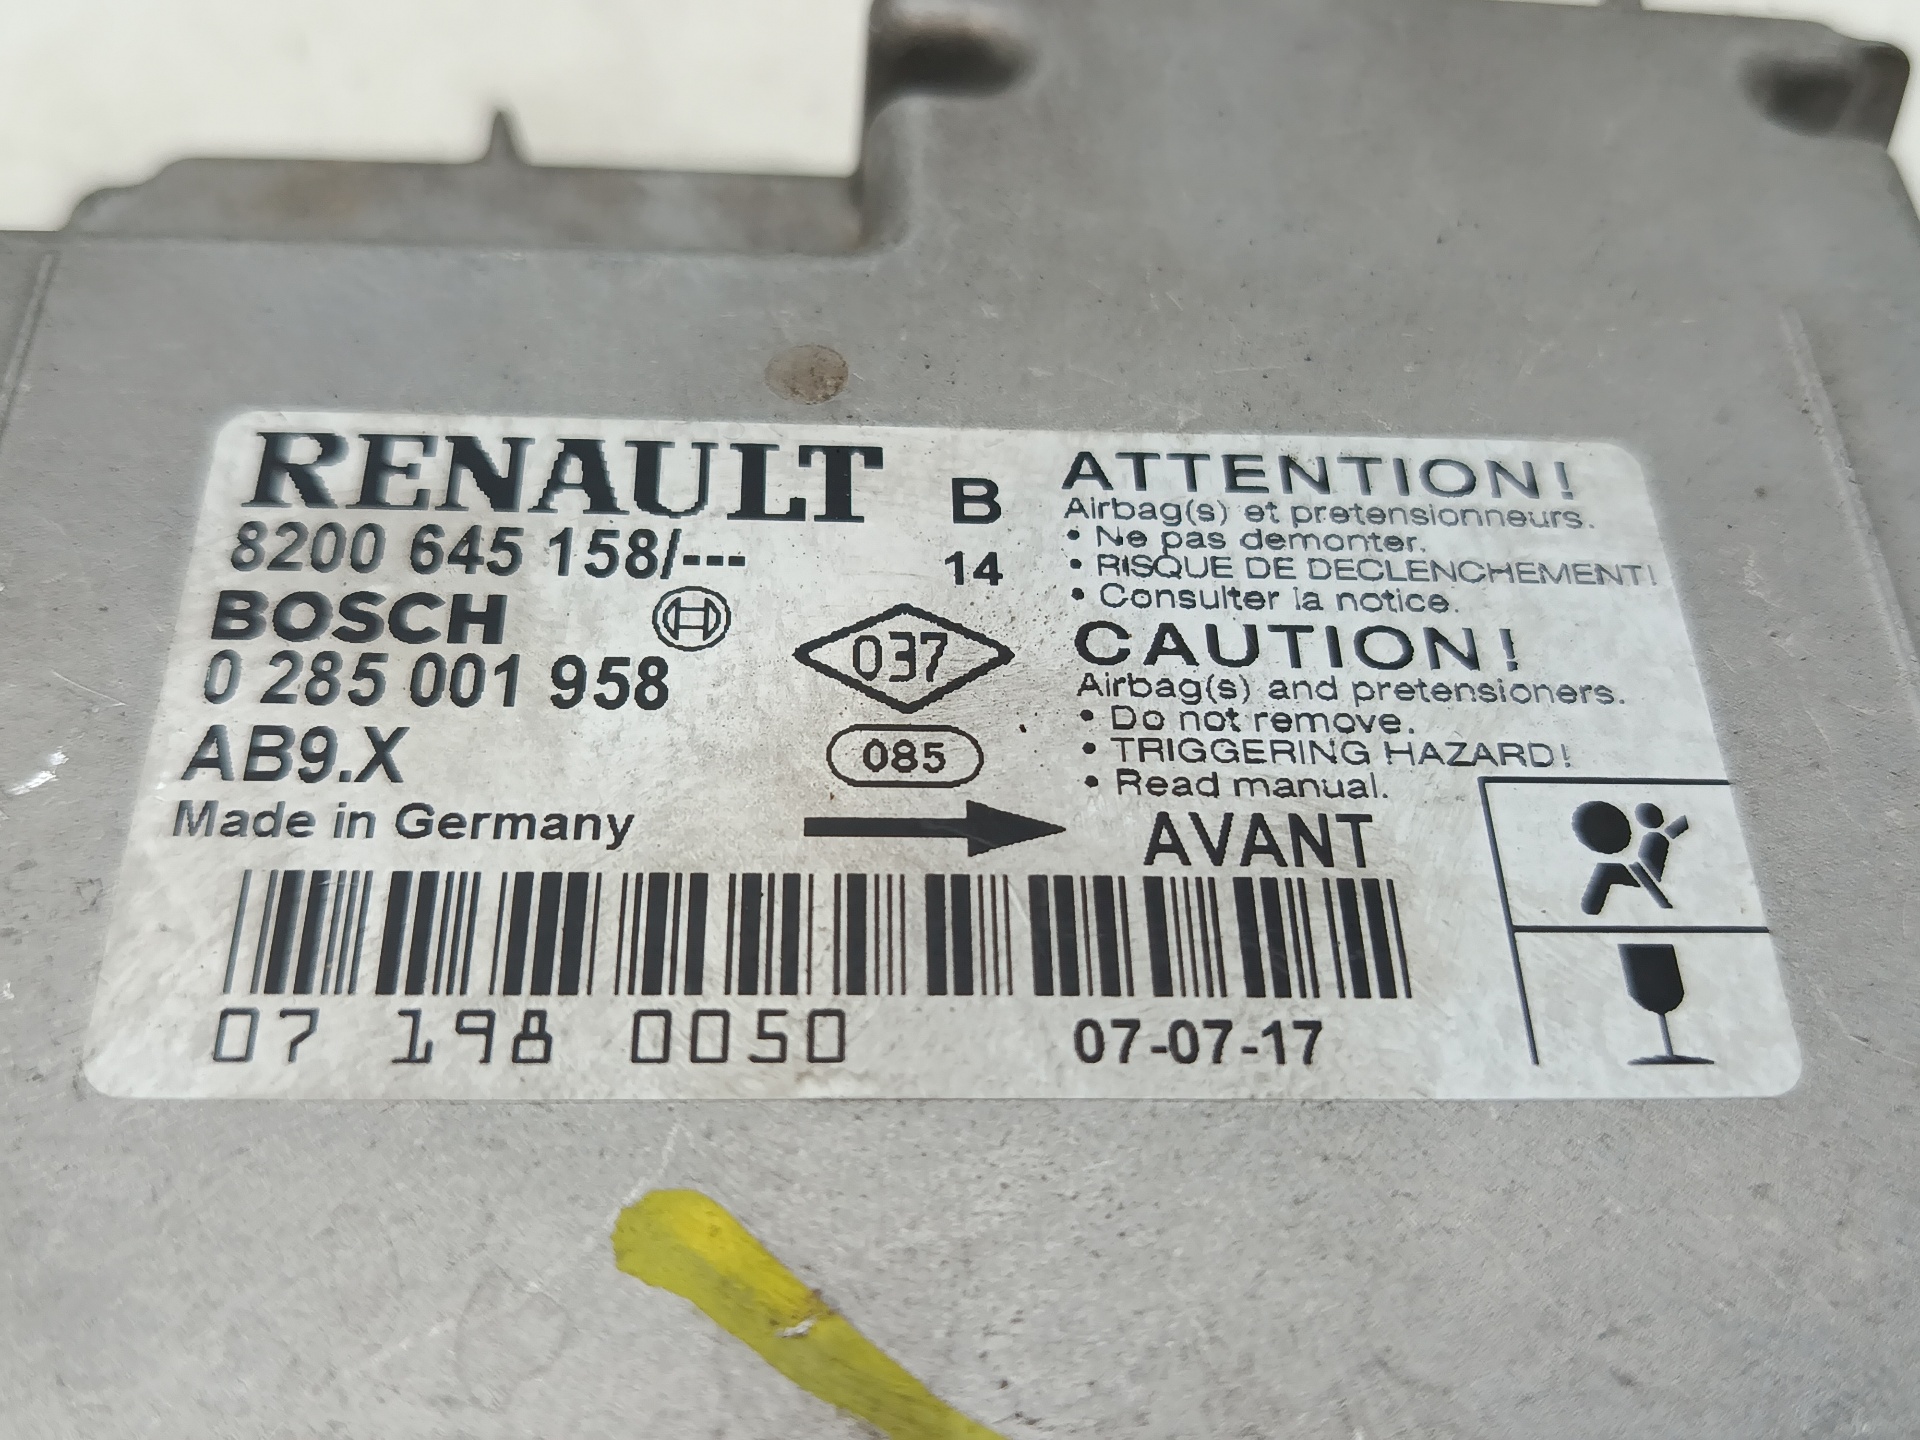 RENAULT
8200 645 158/---
BOSCH
0 285 001 958
AB9.X
Made in Germany
B
14
037
085
AVANT
ATTENTION!
Airbag(s) et pretensionneurs.
• Ne pas demonter.
• RISQUE DE DECLENCHEMENT!
• Consulter la notice.
CAUTION!
Airbag(s) and pretensioners.
• Do not remove.
• TRIGGERING HAZARD!
• Read manual.
07 198 0050
07-07-17